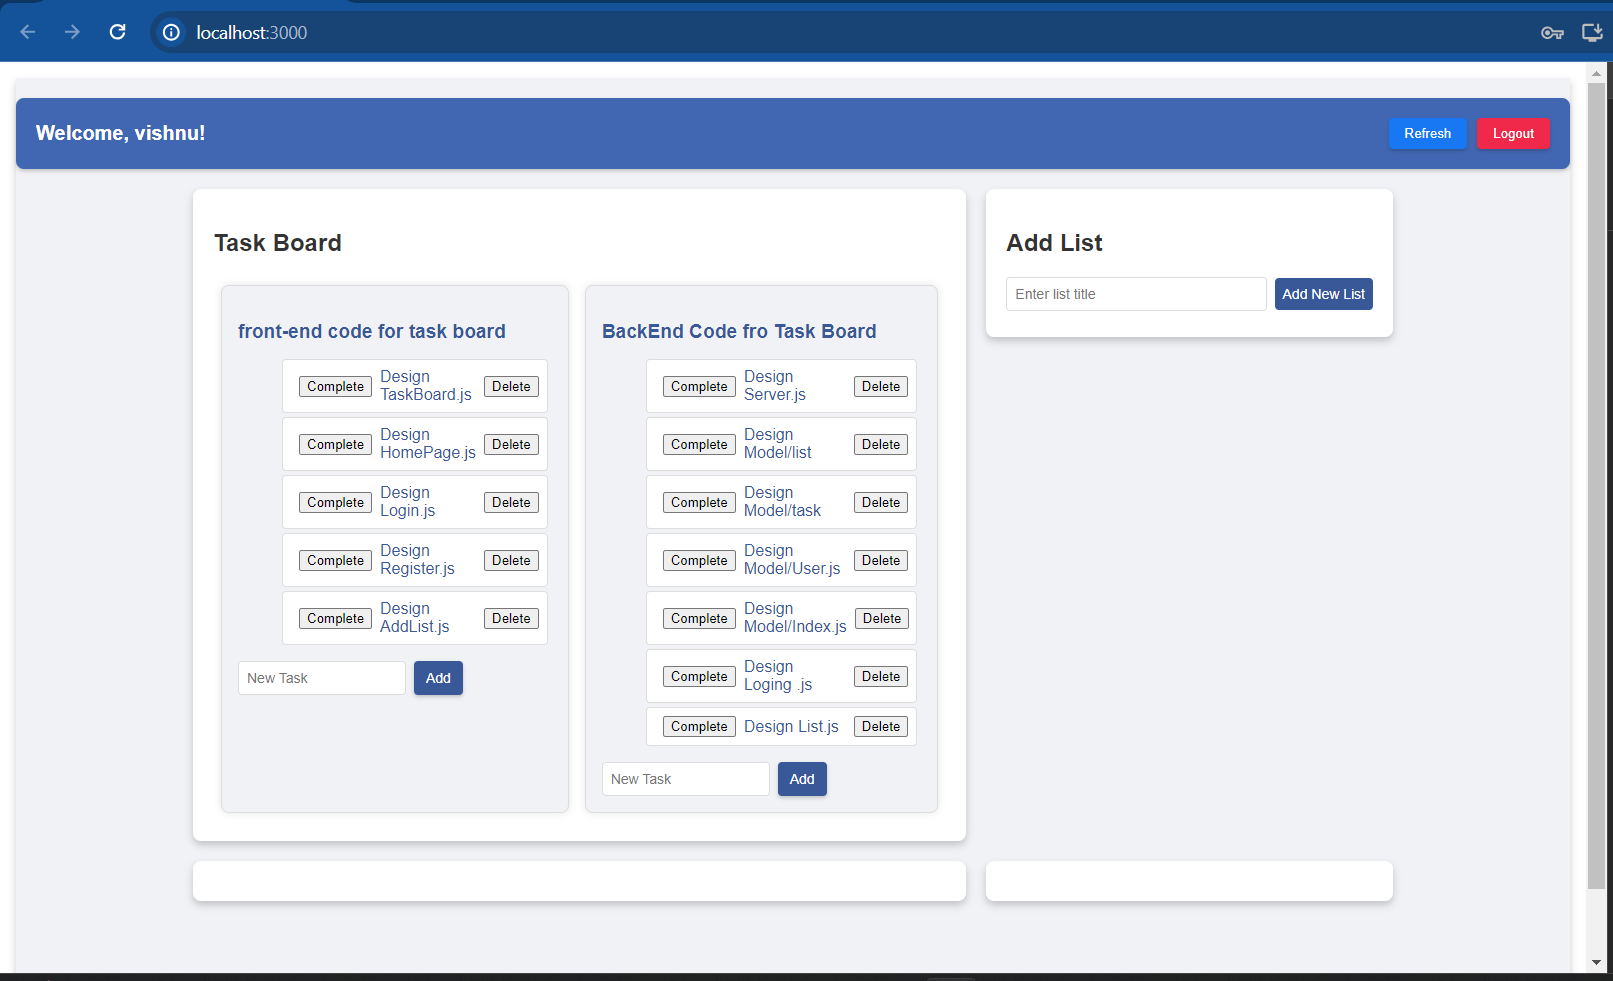 localhost:3000
Welcome, vishnu!
Refresh
Logout
Task Board
front-end code for task board
Complete
Design
TaskBoard.js
Delete
Complete
Design
HomePage.js
Delete
Complete
Design
Login.js
Delete
Complete
Design
Register.js
Delete
Complete
Design
AddList.js
Delete
New Task
Add
BackEnd Code fro Task Board
Complete
Design
Server.js
Delete
Complete
Design
Model/list
Delete
Complete
Design
Model/task
Delete
Complete
Design
Model/User.js
Delete
Complete
Design
Model/Index.js
Delete
Complete
Design
Loging .js
Delete
Complete
Design List.js
Delete
New Task
Add
Add List
Enter list title
Add New List